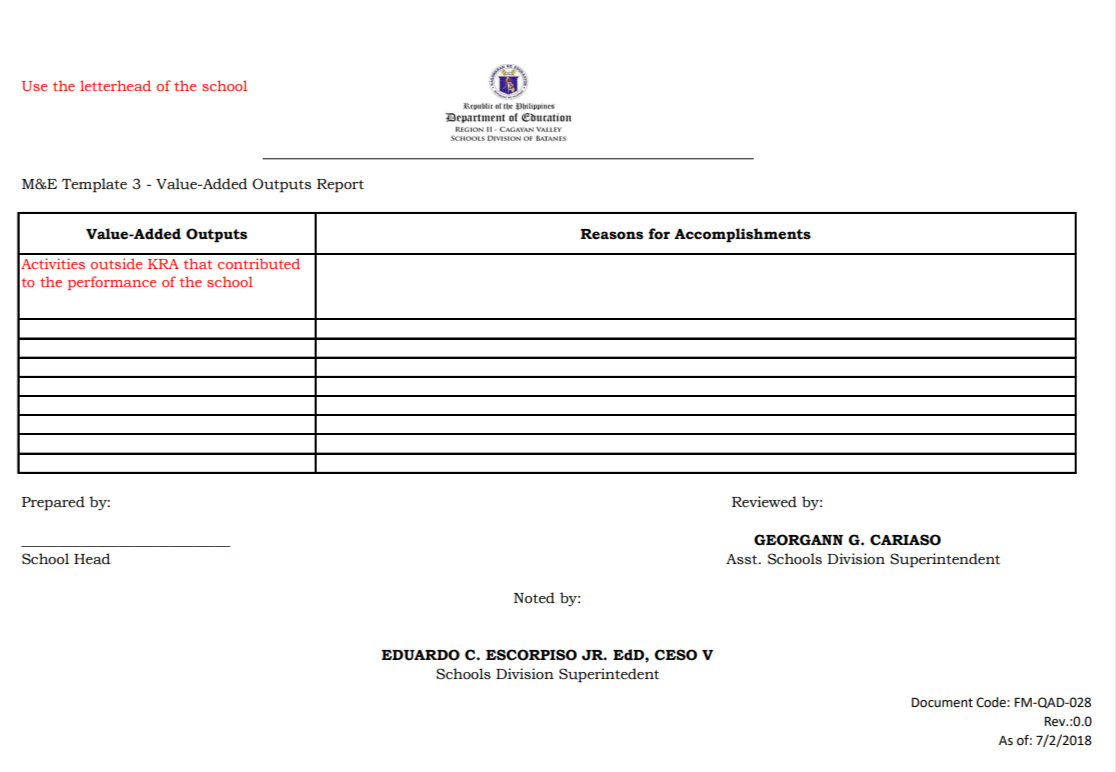 Use the letterhead of the school
Republic of the Philippines
Department of Education
REGION II - CAGAYAN VALLEY
SCHOOLS DIVISION OF BATANES
M&E Template 3 - Value-Added Outputs Report
Value-Added Outputs
Reasons for Accomplishments
Activities outside KRA that contributed
to the performance of the school
Prepared by:
Reviewed by:
GEORGANN G. CARIASO
School Head
Asst. Schools Division Superintendent
Noted by:
EDUARDO C. ESCORPISO JR. EdD, CESO V
Schools Division Superintedent
Document Code: FM-QAD-028
Rev.:0.0
As of: 7/2/2018